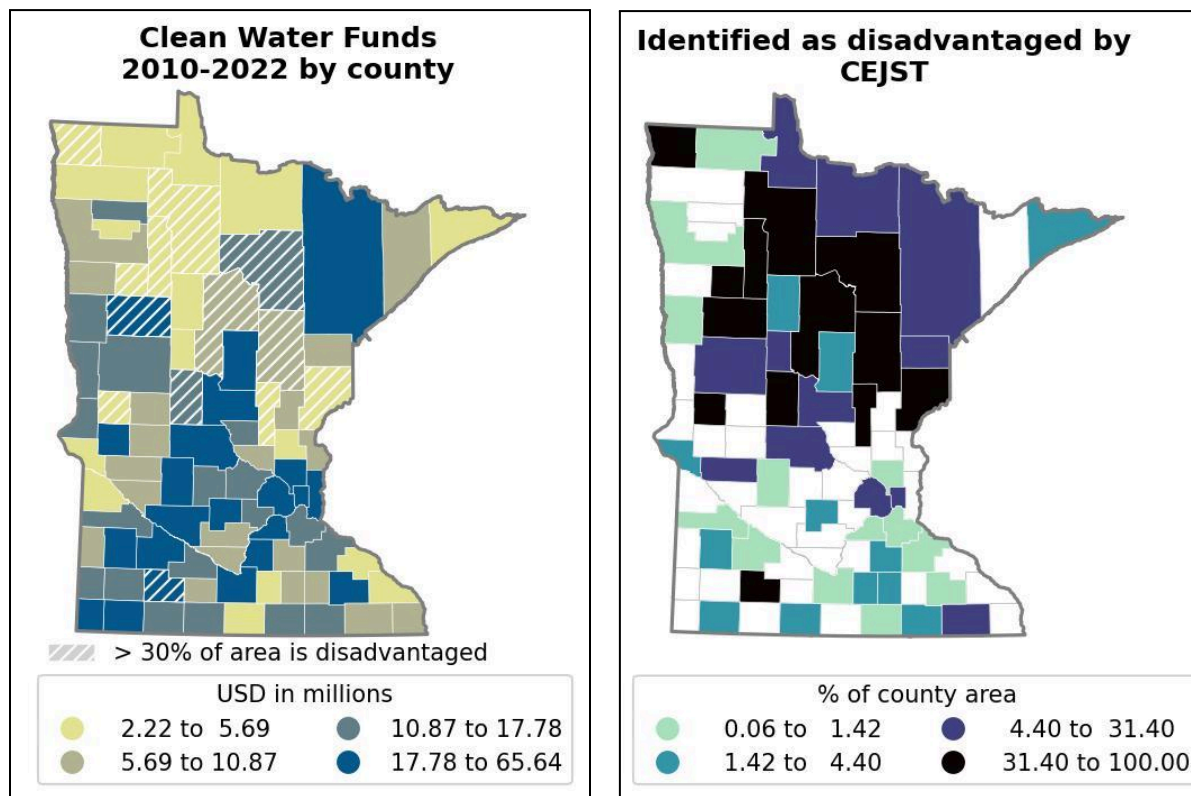 Clean Water Funds
2010-2022 by county
> 30% of area is disadvantaged
USD in millions
2.22 to 5.69
5.69 to 10.87
10.87 to 17.78
17.78 to 65.64
Identified as disadvantaged by
CEJST
% of county area
0.06 to 1.42
1.42 to 4.40
4.40 to 31.40
31.40 to 100.00